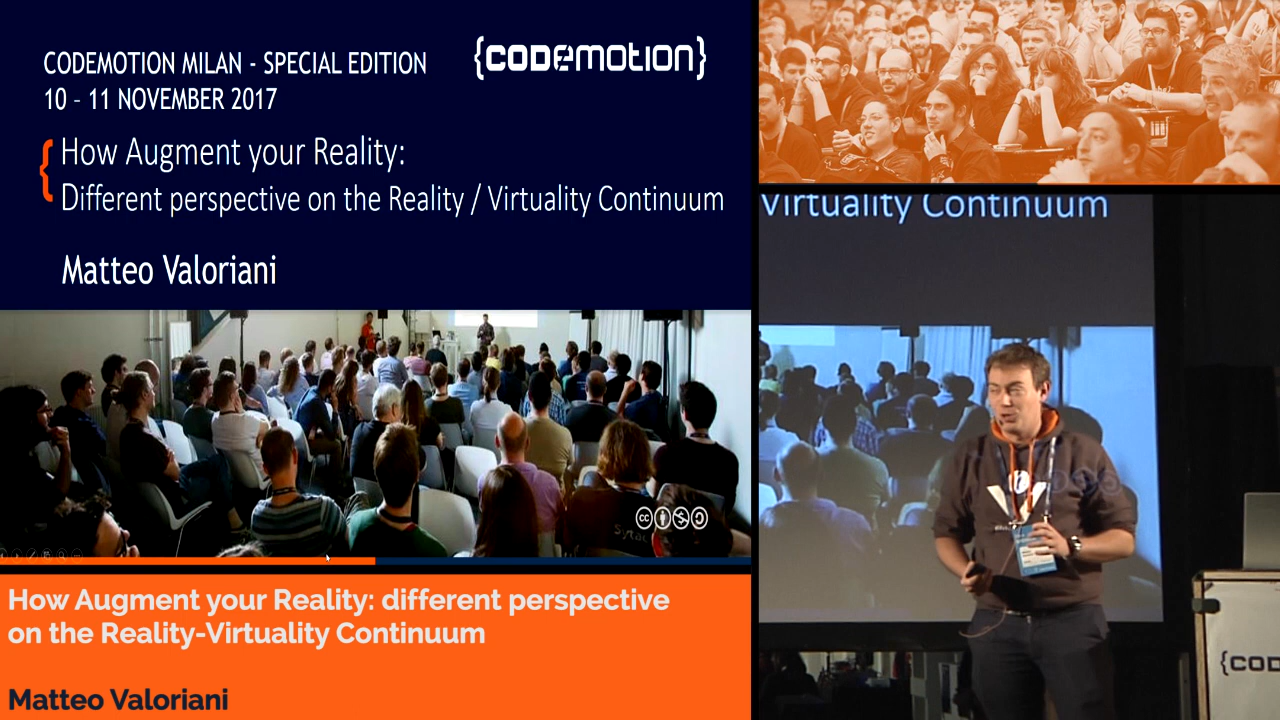 CODEMOTION MILAN - SPECIAL EDITION
10 - 11 NOVEMBER 2017
{CODEMOTION}
How Augment your Reality:
Different perspective on the Reality / Virtuality Continuum
Matteo Valoriani
Virtuality Continuum
How Augment your Reality: different perspective
on the Reality-Virtuality Continuum
Matteo Valoriani
{COD